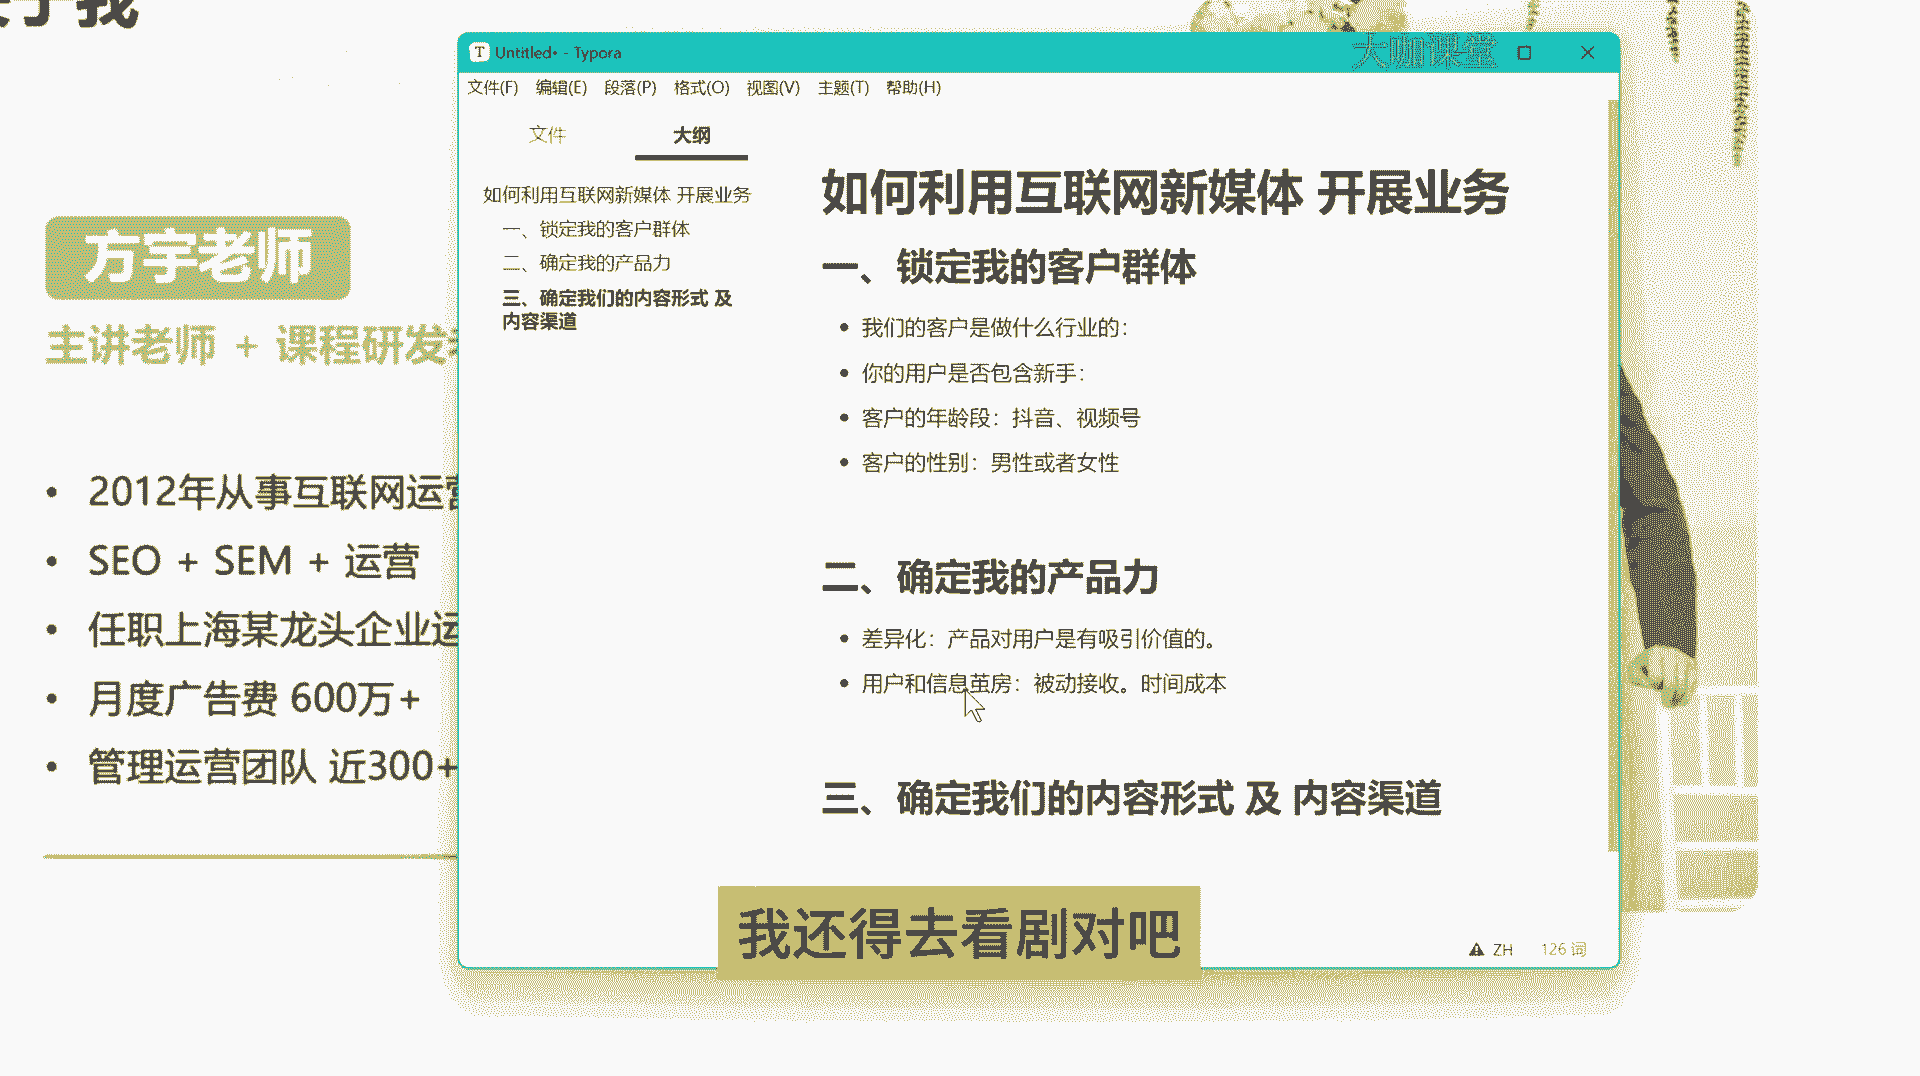 于我
方宇老师
主讲老师 + 课程研发
2012年从事互联网运营
SEO + SEM + 运营
任职上海某龙头企业运
月度广告费 600万+
管理运营团队 近300+
Untitled• - Typora
大咖课堂
文件(F) 编辑(E) 段落(P) 格式(O) 视图(V) 主题(T) 帮助(H)
文件 大纲
如何利用互联网新媒体 开展业务
一、锁定我的客户群体
二、确定我的产品力
三、确定我们的内容形式 及
内容渠道
如何利用互联网新媒体 开展业务
一、锁定我的客户群体
我们的客户是做什么行业的：
你的用户是否包含新手：
客户的年龄段：抖音、视频号
客户的性别：男性或者女性
二、确定我的产品力
差异化：产品对用户是有吸引价值的。
用户和信息茧房：被动接收。时间成本
三、确定我们的内容形式 及 内容渠道
我还得去看剧对吧
ZH 126 词